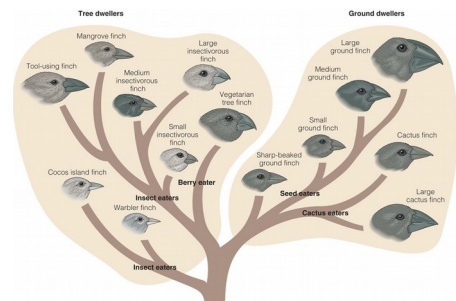 Tree dwellers
Ground dwellers
Mangrove finch
Large
insectivorous
finch
Tool-using finch
Medium
insectivorous
finch
Vegetarian
tree finch
Small
insectivorous
finch
Cocos island finch
Berry eater
Insect eaters
Warbler finch
Insect eaters
Large
ground finch
Medium
ground finch
Small
ground finch
Cactus finch
Sharp-beaked
ground finch
Seed eaters
Large
cactus finch
Cactus eaters